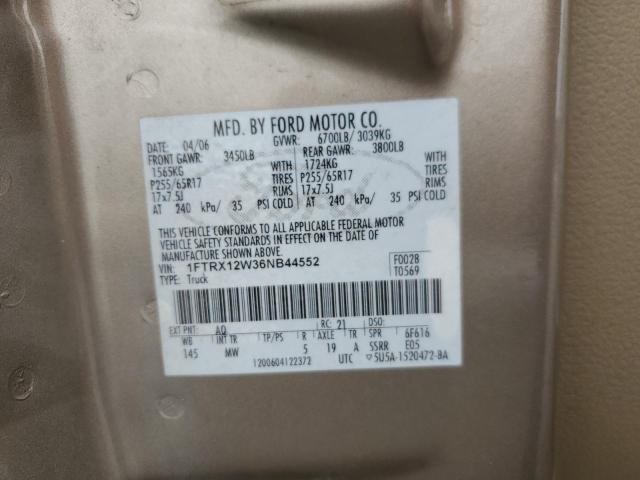 MFD. BY FORD MOTOR CO.
DATE: 04/06 GVWR: 6700LB/ 3039KG
FRONT GAWR: 3450LB REAR GAWR: 3800LB
1565KG WITH 1724KG WITH
P255/65R17 TIRES P255/65R17 TIRES
17x7.5J RIMS 17x7.5J RIMS
AT 240 kPa/ 35 PSI COLD AT 240 kPa/ 35 PSI COLD
THIS VEHICLE CONFORMS TO ALL APPLICABLE FEDERAL MOTOR
VEHICLE SAFETY STANDARDS IN EFFECT ON THE DATE OF
MANUFACTURE SHOWN ABOVE.
VIN: 1FTRX12W36NB44552 F0028
TYPE: Truck T0569
EXT PNT: AQ RC: 21 DSO:
WB INT TR TP/PS R AXLE TR SPR 6F616
145 MW 5 19 A SSRR E05
1200604122372 UTC ▽5U5A-1520472-BA